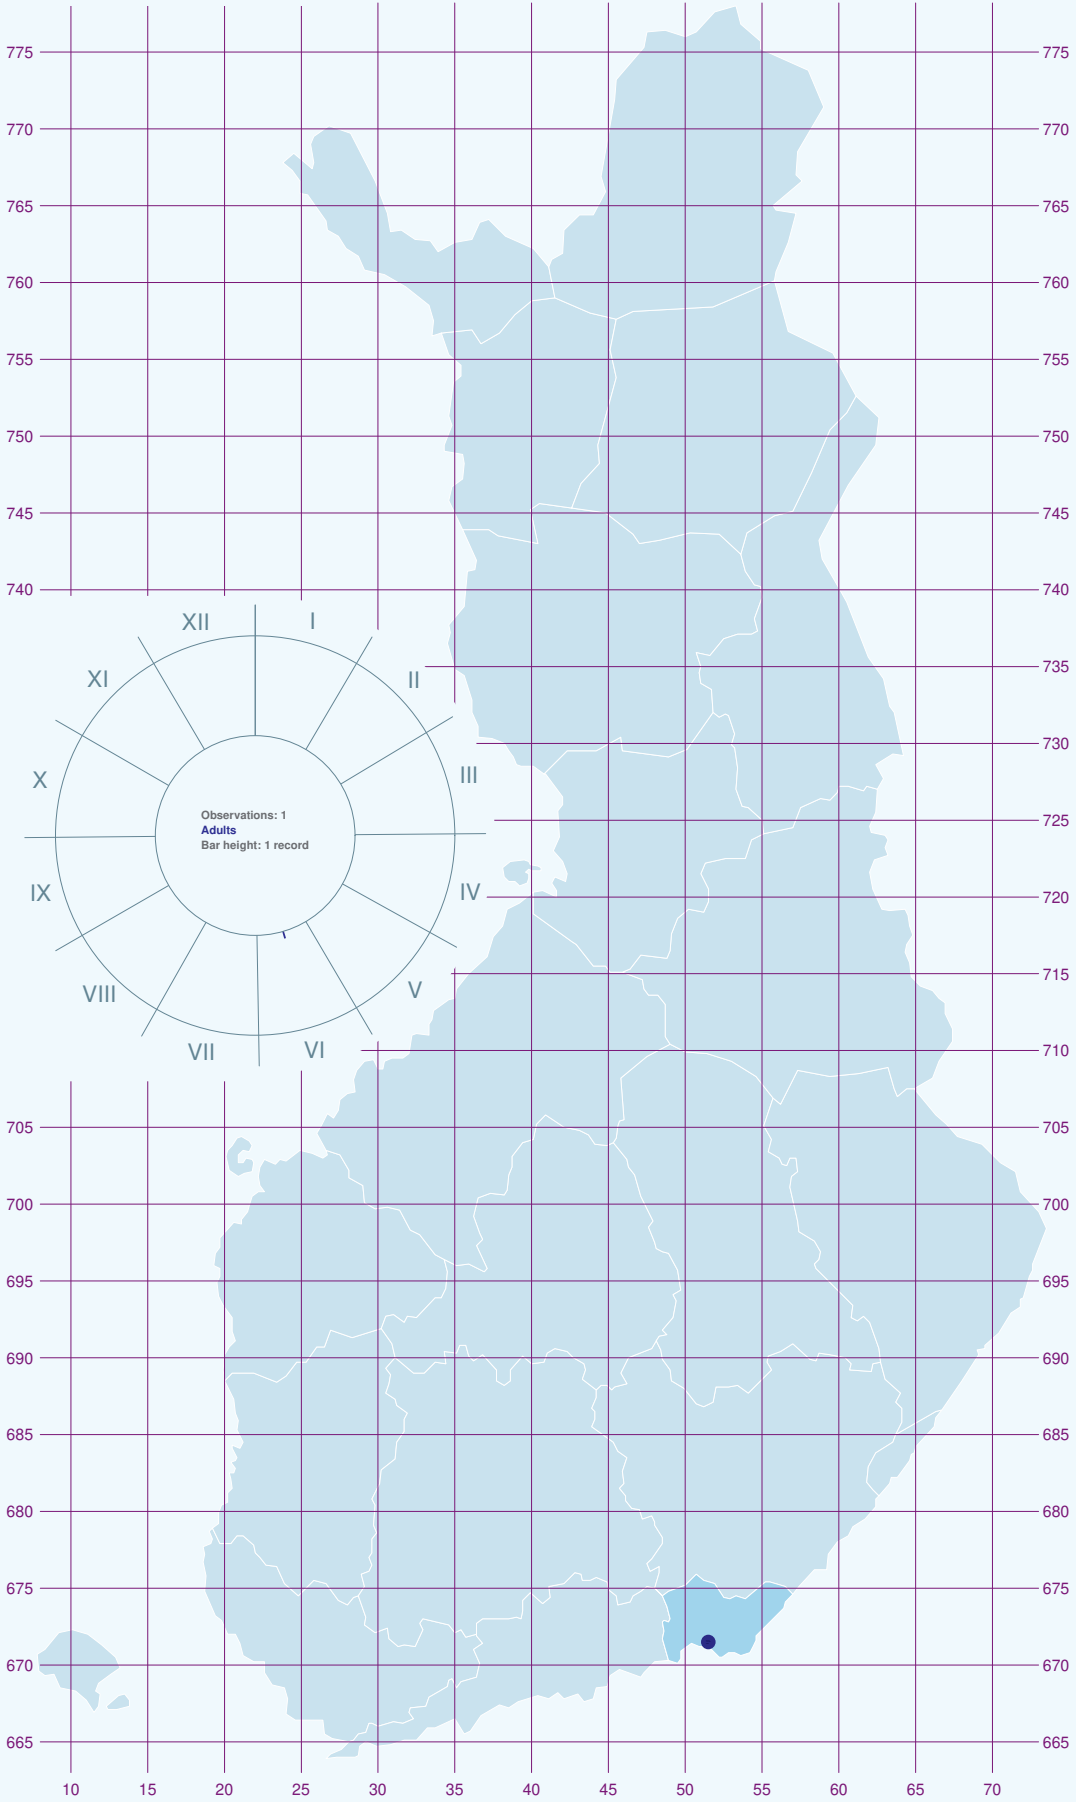 775 775
770 770
765 765
760 760
755 755
750 750
745 745
740 740
XII I
XI II
735
730
X III
Observations: 1
Adults
Bar height: 1 record
725
IX IV
720
VIII V
715
VII VI
710
705 705
700 700
695 695
690 690
685 685
680 680
675 675
670 670
665 665
10 15 20 25 30 35 40 45 50 55 60 65 70